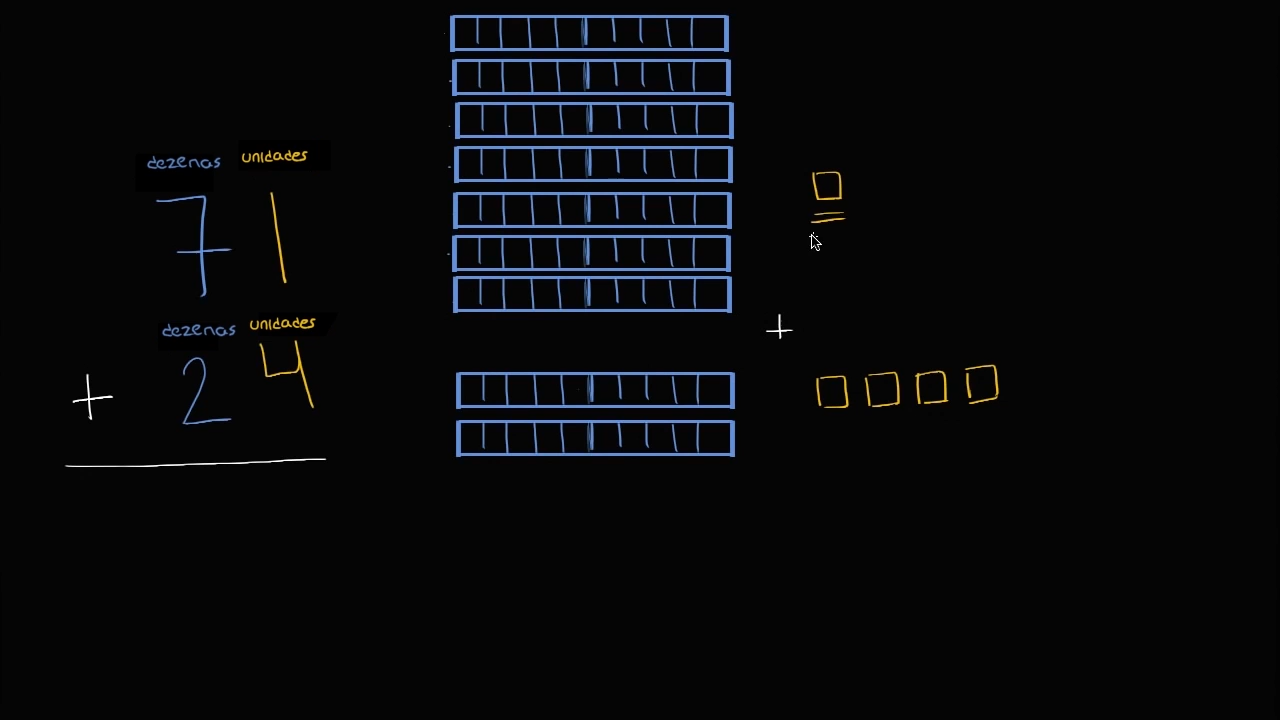 dezenas unidades
7 1
+
dezenas unidades
+ 2 4